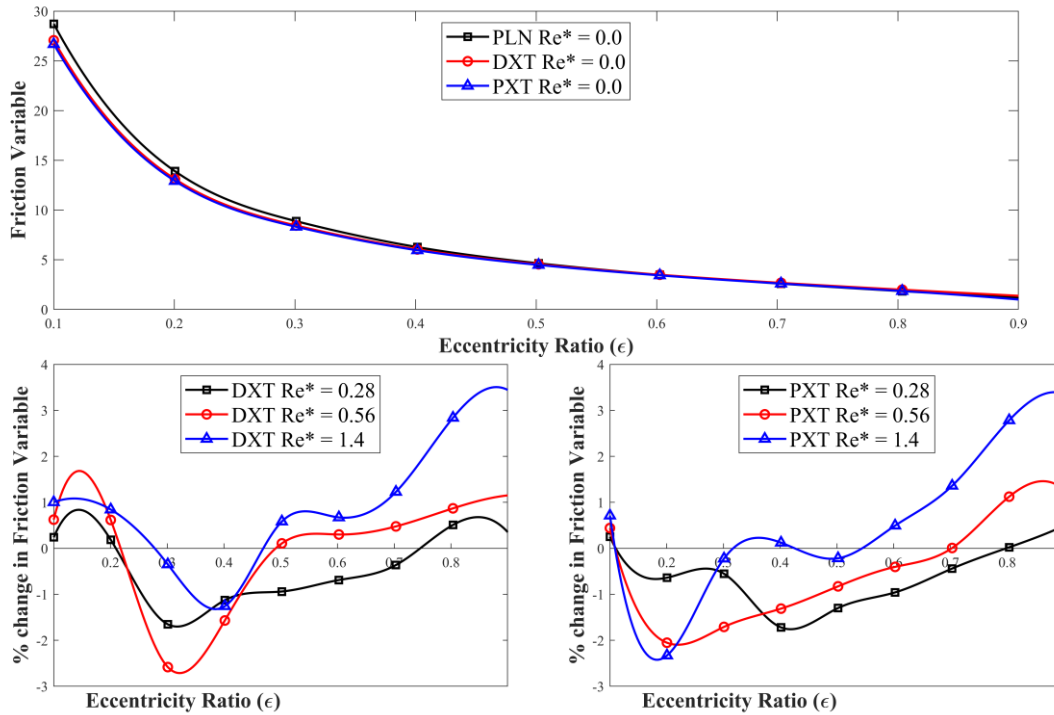 Friction Variable
30
25
20
15
10
5
0
PLN Re* = 0.0
DXT Re* = 0.0
PXT Re* = 0.0
0.1 0.2 0.3 0.4 0.5 0.6 0.7 0.8 0.9
Eccentricity Ratio (ϵ)
% change in Friction Variable
4
3
2
1
0
-1
-2
-3
DXT Re* = 0.28
DXT Re* = 0.56
DXT Re* = 1.4
0.2 0.3 0.4 0.5 0.6 0.7 0.8
Eccentricity Ratio (ϵ)
% change in Friction Variable
4
3
2
1
0
-1
-2
-3
PXT Re* = 0.28
PXT Re* = 0.56
PXT Re* = 1.4
0.2 0.3 0.4 0.5 0.6 0.7 0.8
Eccentricity Ratio (ϵ)